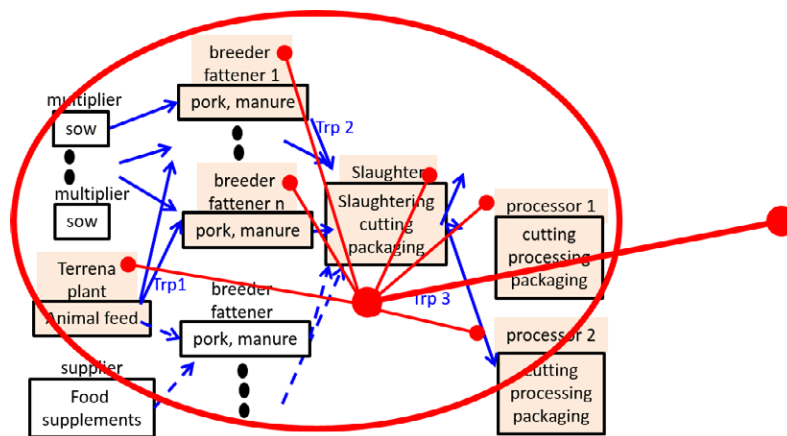 multiplier
sow
multiplier
sow
breeder
fattener 1
pork, manure
Trp 2
breeder
fattener n
pork, manure
Slaughter
Slaughtering
cutting
packaging
processor 1
cutting
processing
packaging
Terrena
plant
Animal feed
Trp1
breeder
fattener
pork, manure
Trp 3
processor 2
cutting
processing
packaging
supplier
Food
supplements